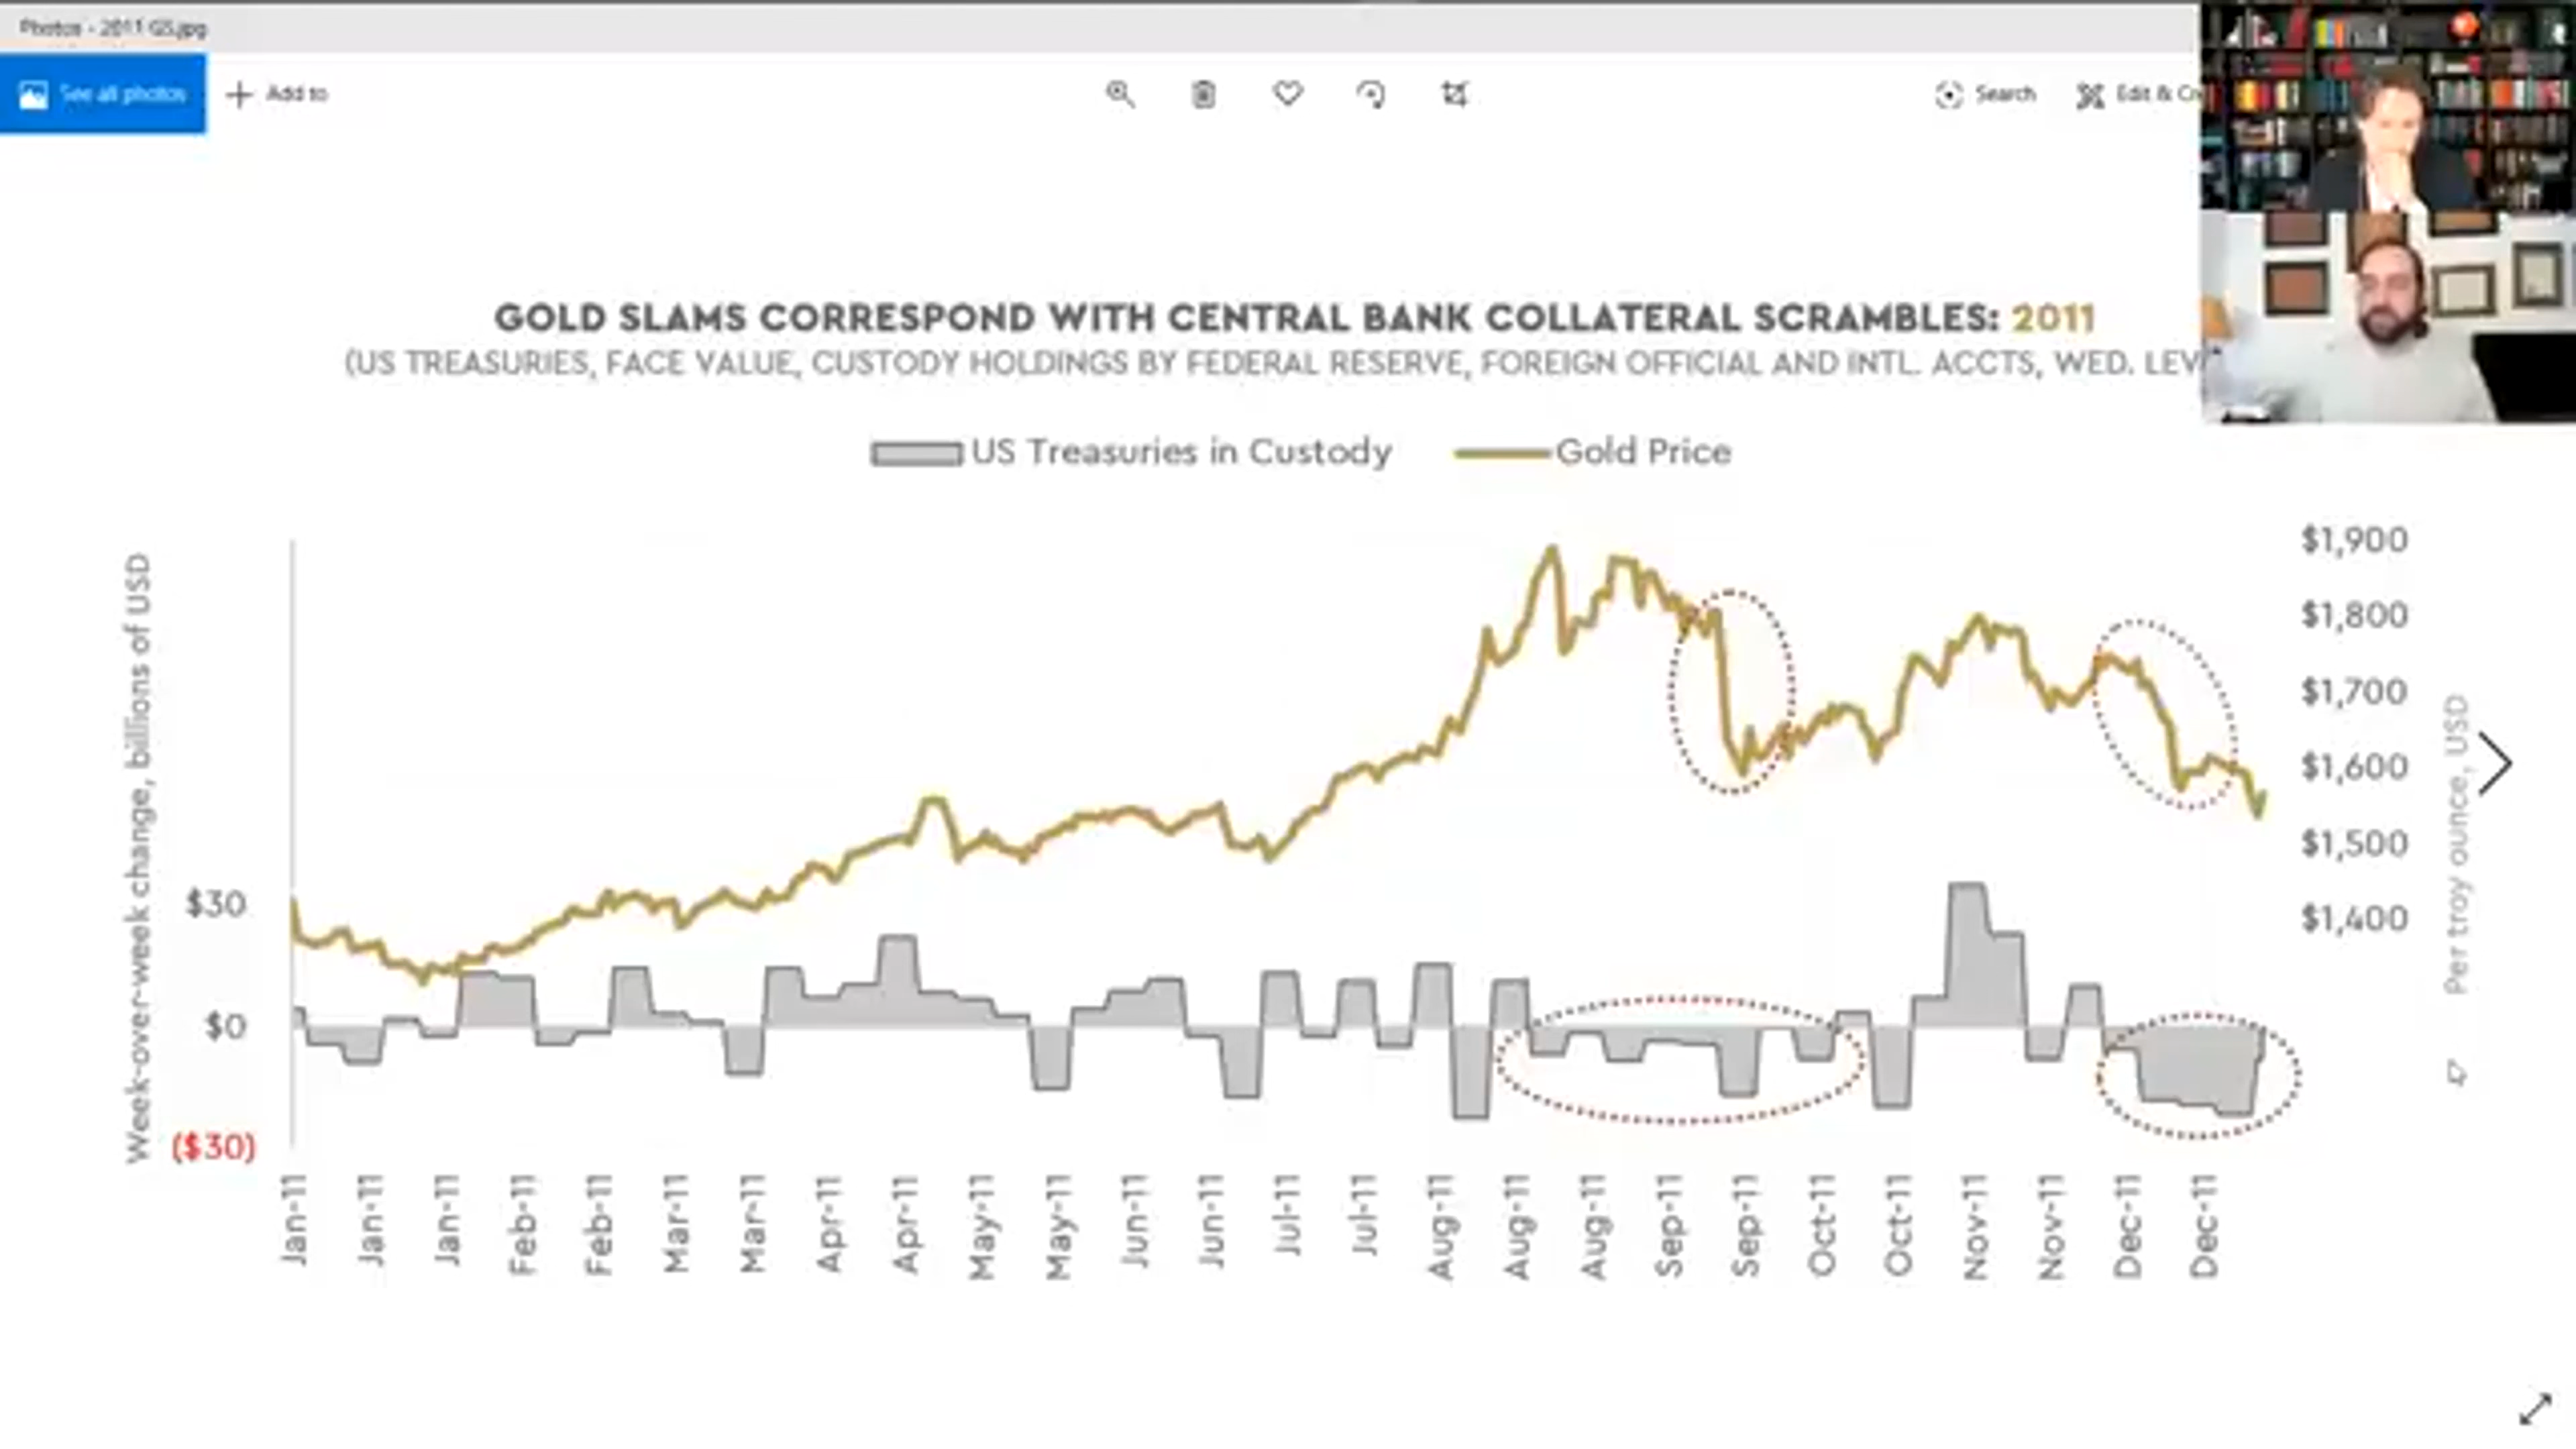 Photos - 2011 GS.jpg
See all photos
Add to
Search
Edit & Cr
GOLD SLAMS CORRESPOND WITH CENTRAL BANK COLLATERAL SCRAMBLES: 2011
(US TREASURIES, FACE VALUE, CUSTODY HOLDINGS BY FEDERAL RESERVE, FOREIGN OFFICIAL AND INTL. ACCTS, WED. LEV
US Treasuries in Custody
Gold Price
Week-over-week change, billions of USD
$30
$0
($30)
$1,900
$1,800
$1,700
$1,600
$1,500
$1,400
Per troy ounce, USD
47
Jan-11
Jan-11
Jan-11
Feb-11
Feb-11
Mar-11
Mar-11
Apr-11
Apr-11
May-11
May-11
Jun-11
Jun-11
Jul-11
Jul-11
Aug-11
Aug-11
Aug-11
Sep-11
Sep-11
Oct-11
Oct-11
Nov-11
Nov-11
Dec-11
Dec-11